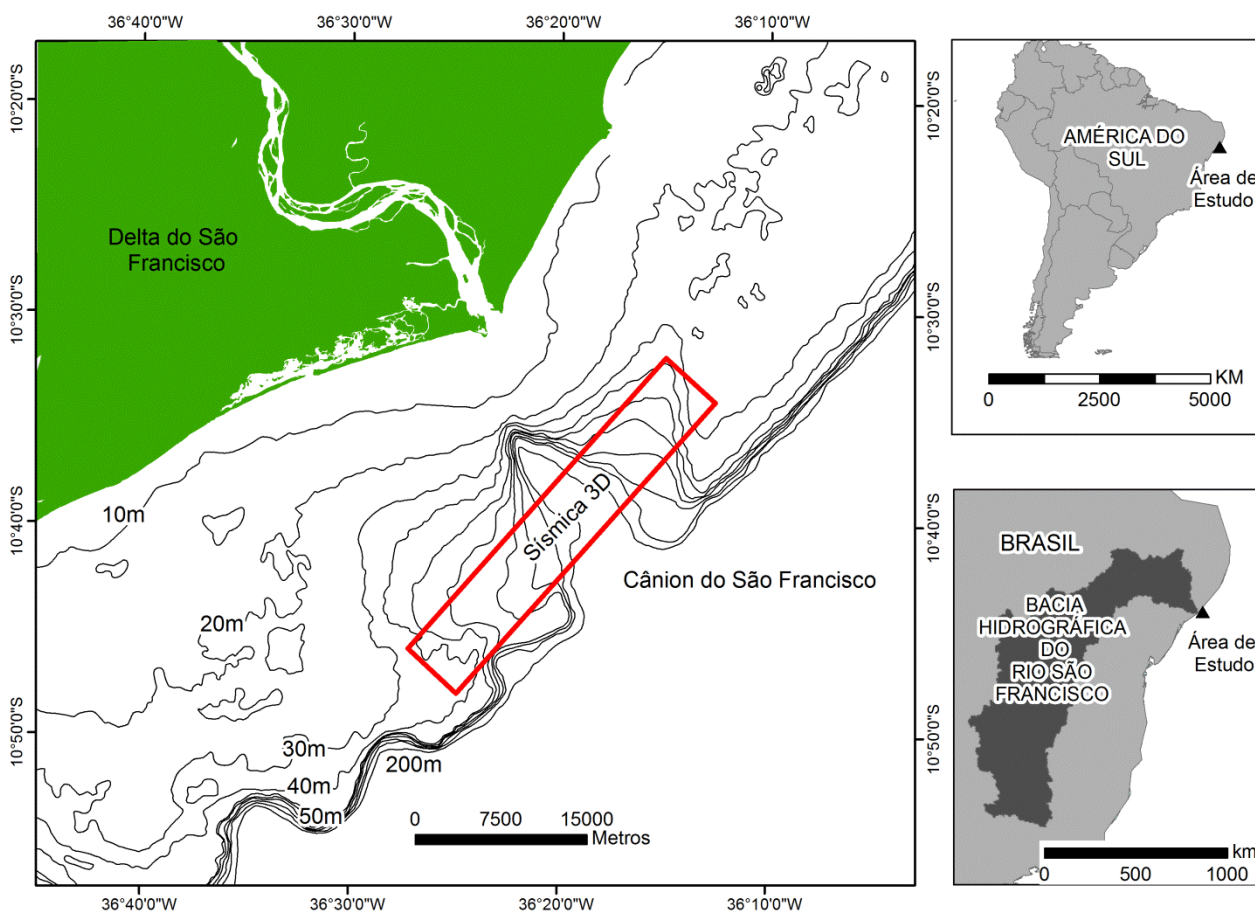 36°40'0"W 36°30'0"W 36°20'0"W 36°10'0"W
10°20'0"S
10°30'0"S
10°40'0"S
10°50'0"S
Delta do São
Francisco
Sísmica 3D
Cânion do São Francisco
10m
20m
30m
40m
50m
200m
0 7500 15000
Metros
10°20'0"S
10°30'0"S
10°40'0"S
10°50'0"S
36°40'0"W 36°30'0"W 36°20'0"W 36°10'0"W
AMÉRICA DO
SUL
Área de
Estudo
KM
0 2500 5000
BRASIL
BACIA
HIDROGRÁFICA
DO
RIO SÃO
FRANCISCO
Área de
Estudo
km
0 500 1000